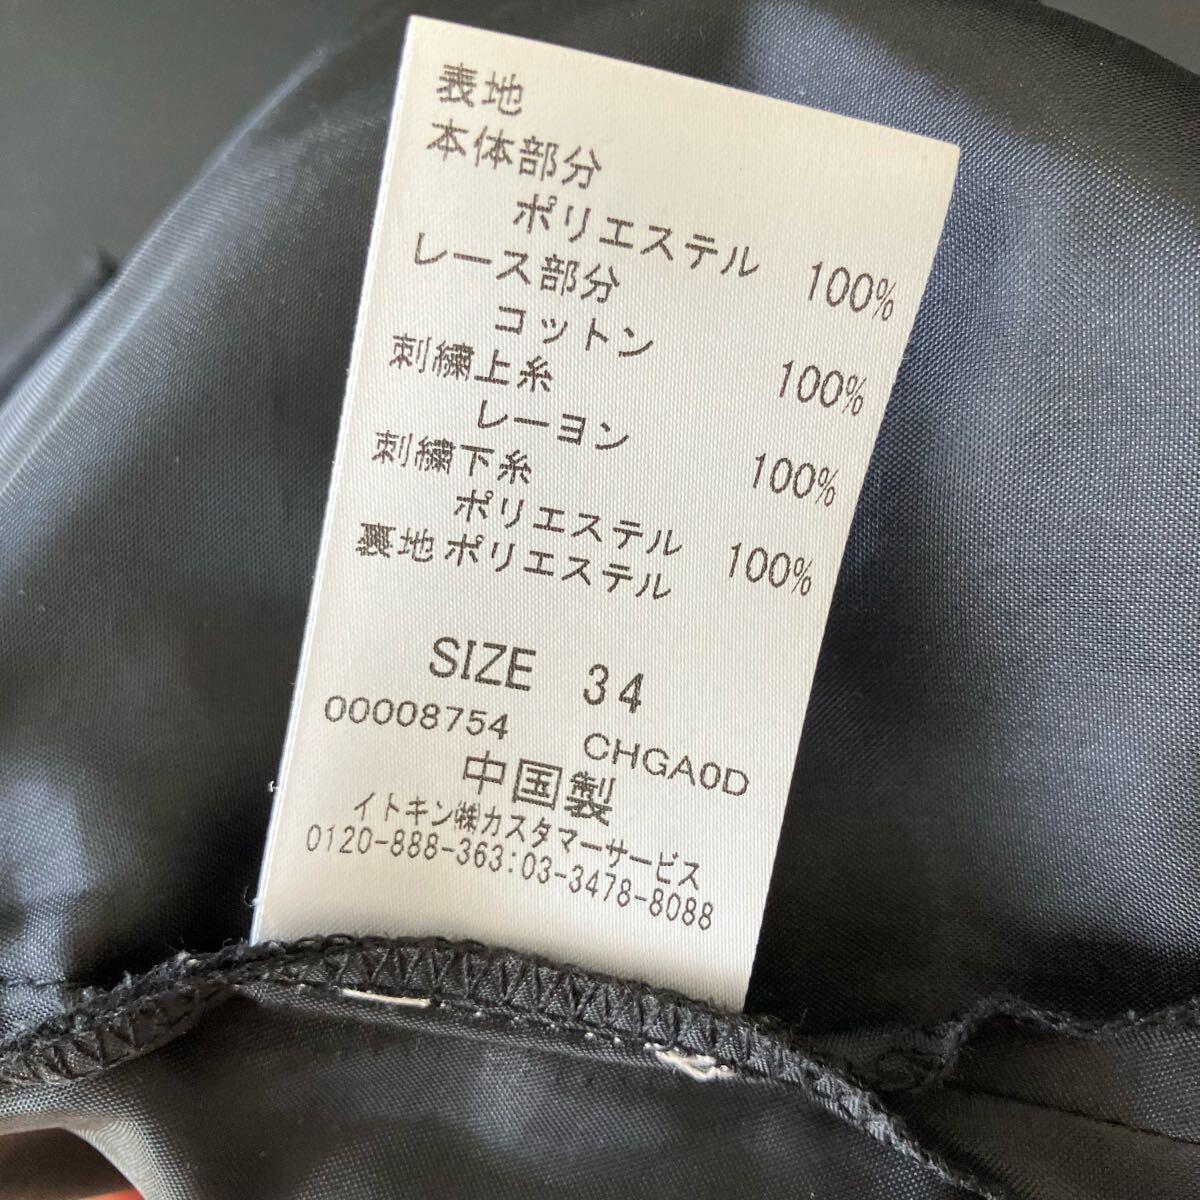 表地
本体部分
ポリエステル 100%
レース部分
コットン 100%
刺繍上糸
レーヨン 100%
刺繍下糸
ポリエステル 100%
裏地 ポリエステル
SIZE 34
00008754 CHGA0D
中国製
イトキン㈱カスタマーサービス
0120-888-363:03-3478-8088